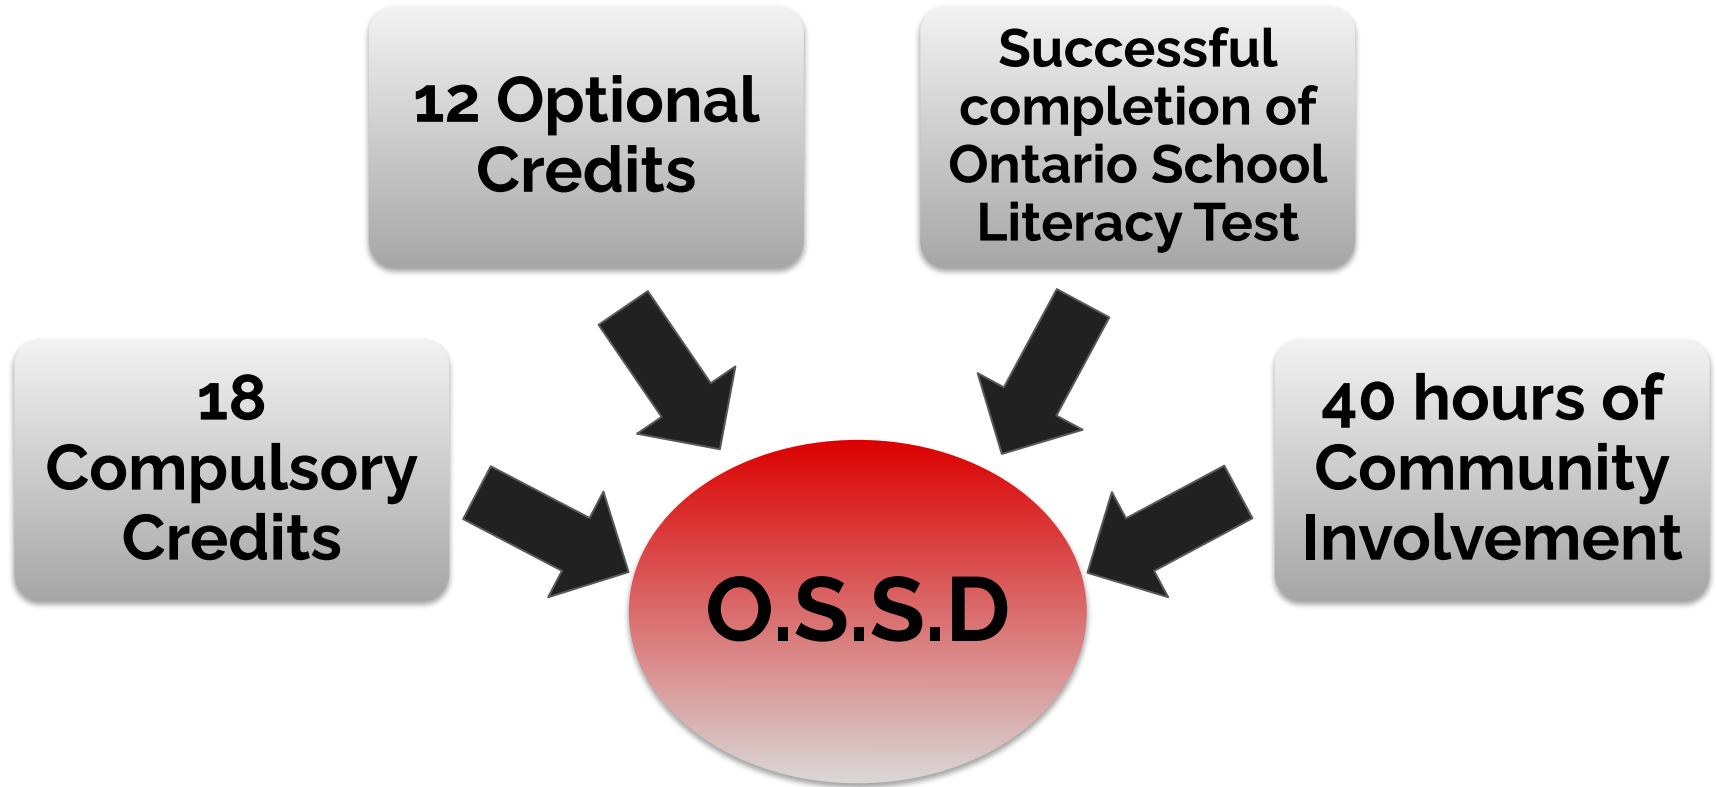 12 Optional
Credits
Successful
completion of
Ontario School
Literacy Test
18
Compulsory
Credits
40 hours of
Community
Involvement
O.S.S.D